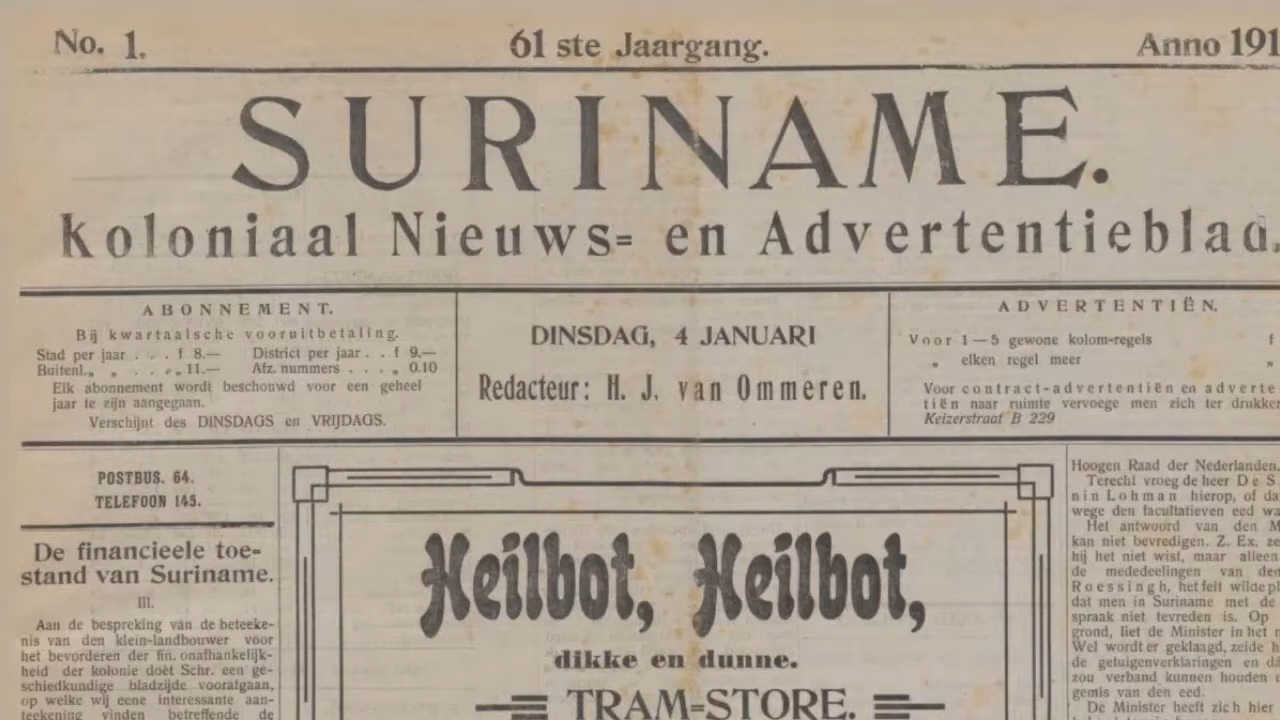 No. 1.
61 ste Jaargang.
Anno 191
SURINAME.
Koloniaal Nieuws= en Advertentieblad.
ABONNEMENT.
Bij kwartaalsche vooruitbetaling.
Stad per jaar . . . f 8.— District per jaar . . f 9.—
Buitenl. „ „ . . „ „ 11.— Afz. nummers . . . . „ 0.10
Elk abonnement wordt beschouwd voor een geheel
jaar te zijn aangegaan.
Verschijnt des DINSDAGS en VRIJDAGS.
DINSDAG, 4 JANUARI
Redacteur: H. J. van Ommeren.
ADVERTENTIËN.
Voor 1—5 gewone kolom-regels f
„ elken regel meer „
Voor contract-advertentiën en adverte
tiën naar ruimte vervoege men zich ter drukker
Keizerstraat B 229
POSTBUS. 64.
TELEFOON 145.
De financieele toe-
stand van Suriname.
III.
Aan de bespreking van de beteeke-
nis van den klein-landbouwer voor
het bevorderen der fin. onafhankelijk-
heid der kolonie doet Schr. een ge-
schiedkundige bladzijde voorafgaan,
op welke wij eene interessante aan-
teekening vinden betreffende de
Heilbot, Heilbot,
dikke en dunne.
TRAM=STORE.
Hoogen Raad der Nederlanden.
Terecht vroeg de heer De S
nin Lohman hierop, of da
wege den facultatieven eed wa
Het antwoord van den M
kan niet bevredigen. Z. Ex. ze
hij het niet wist, maar alleen
de mededeelingen van den
Roessingh, het feit wilde pl
dat men in Suriname met de
spraak niet tevreden is. Op
grond, liet de Minister in het m
Wel wordt er geklaagd, zeide h
de getuigenverklaringen en da
zou verband kunnen houden m
gemis van den eed.
De Minister heeft zich hier